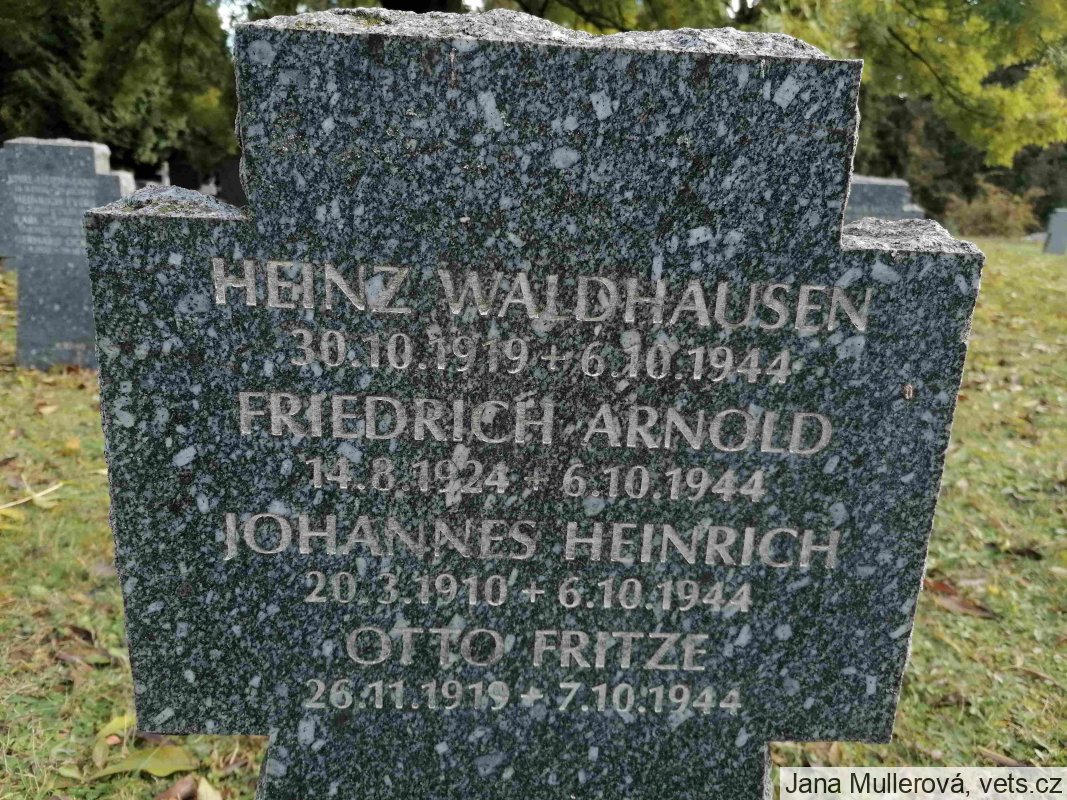 HEINZ WALDHAUSEN
30.10.1919 + 6.10.1944
FRIEDRICH ARNOLD
14.8.1924 + 6.10.1944
JOHANNES HEINRICH
20.3.1910 + 6.10.1944
OTTO FRITZE
26.11.1919 + 7.10.1944
Jana Mullerová, vets.cz